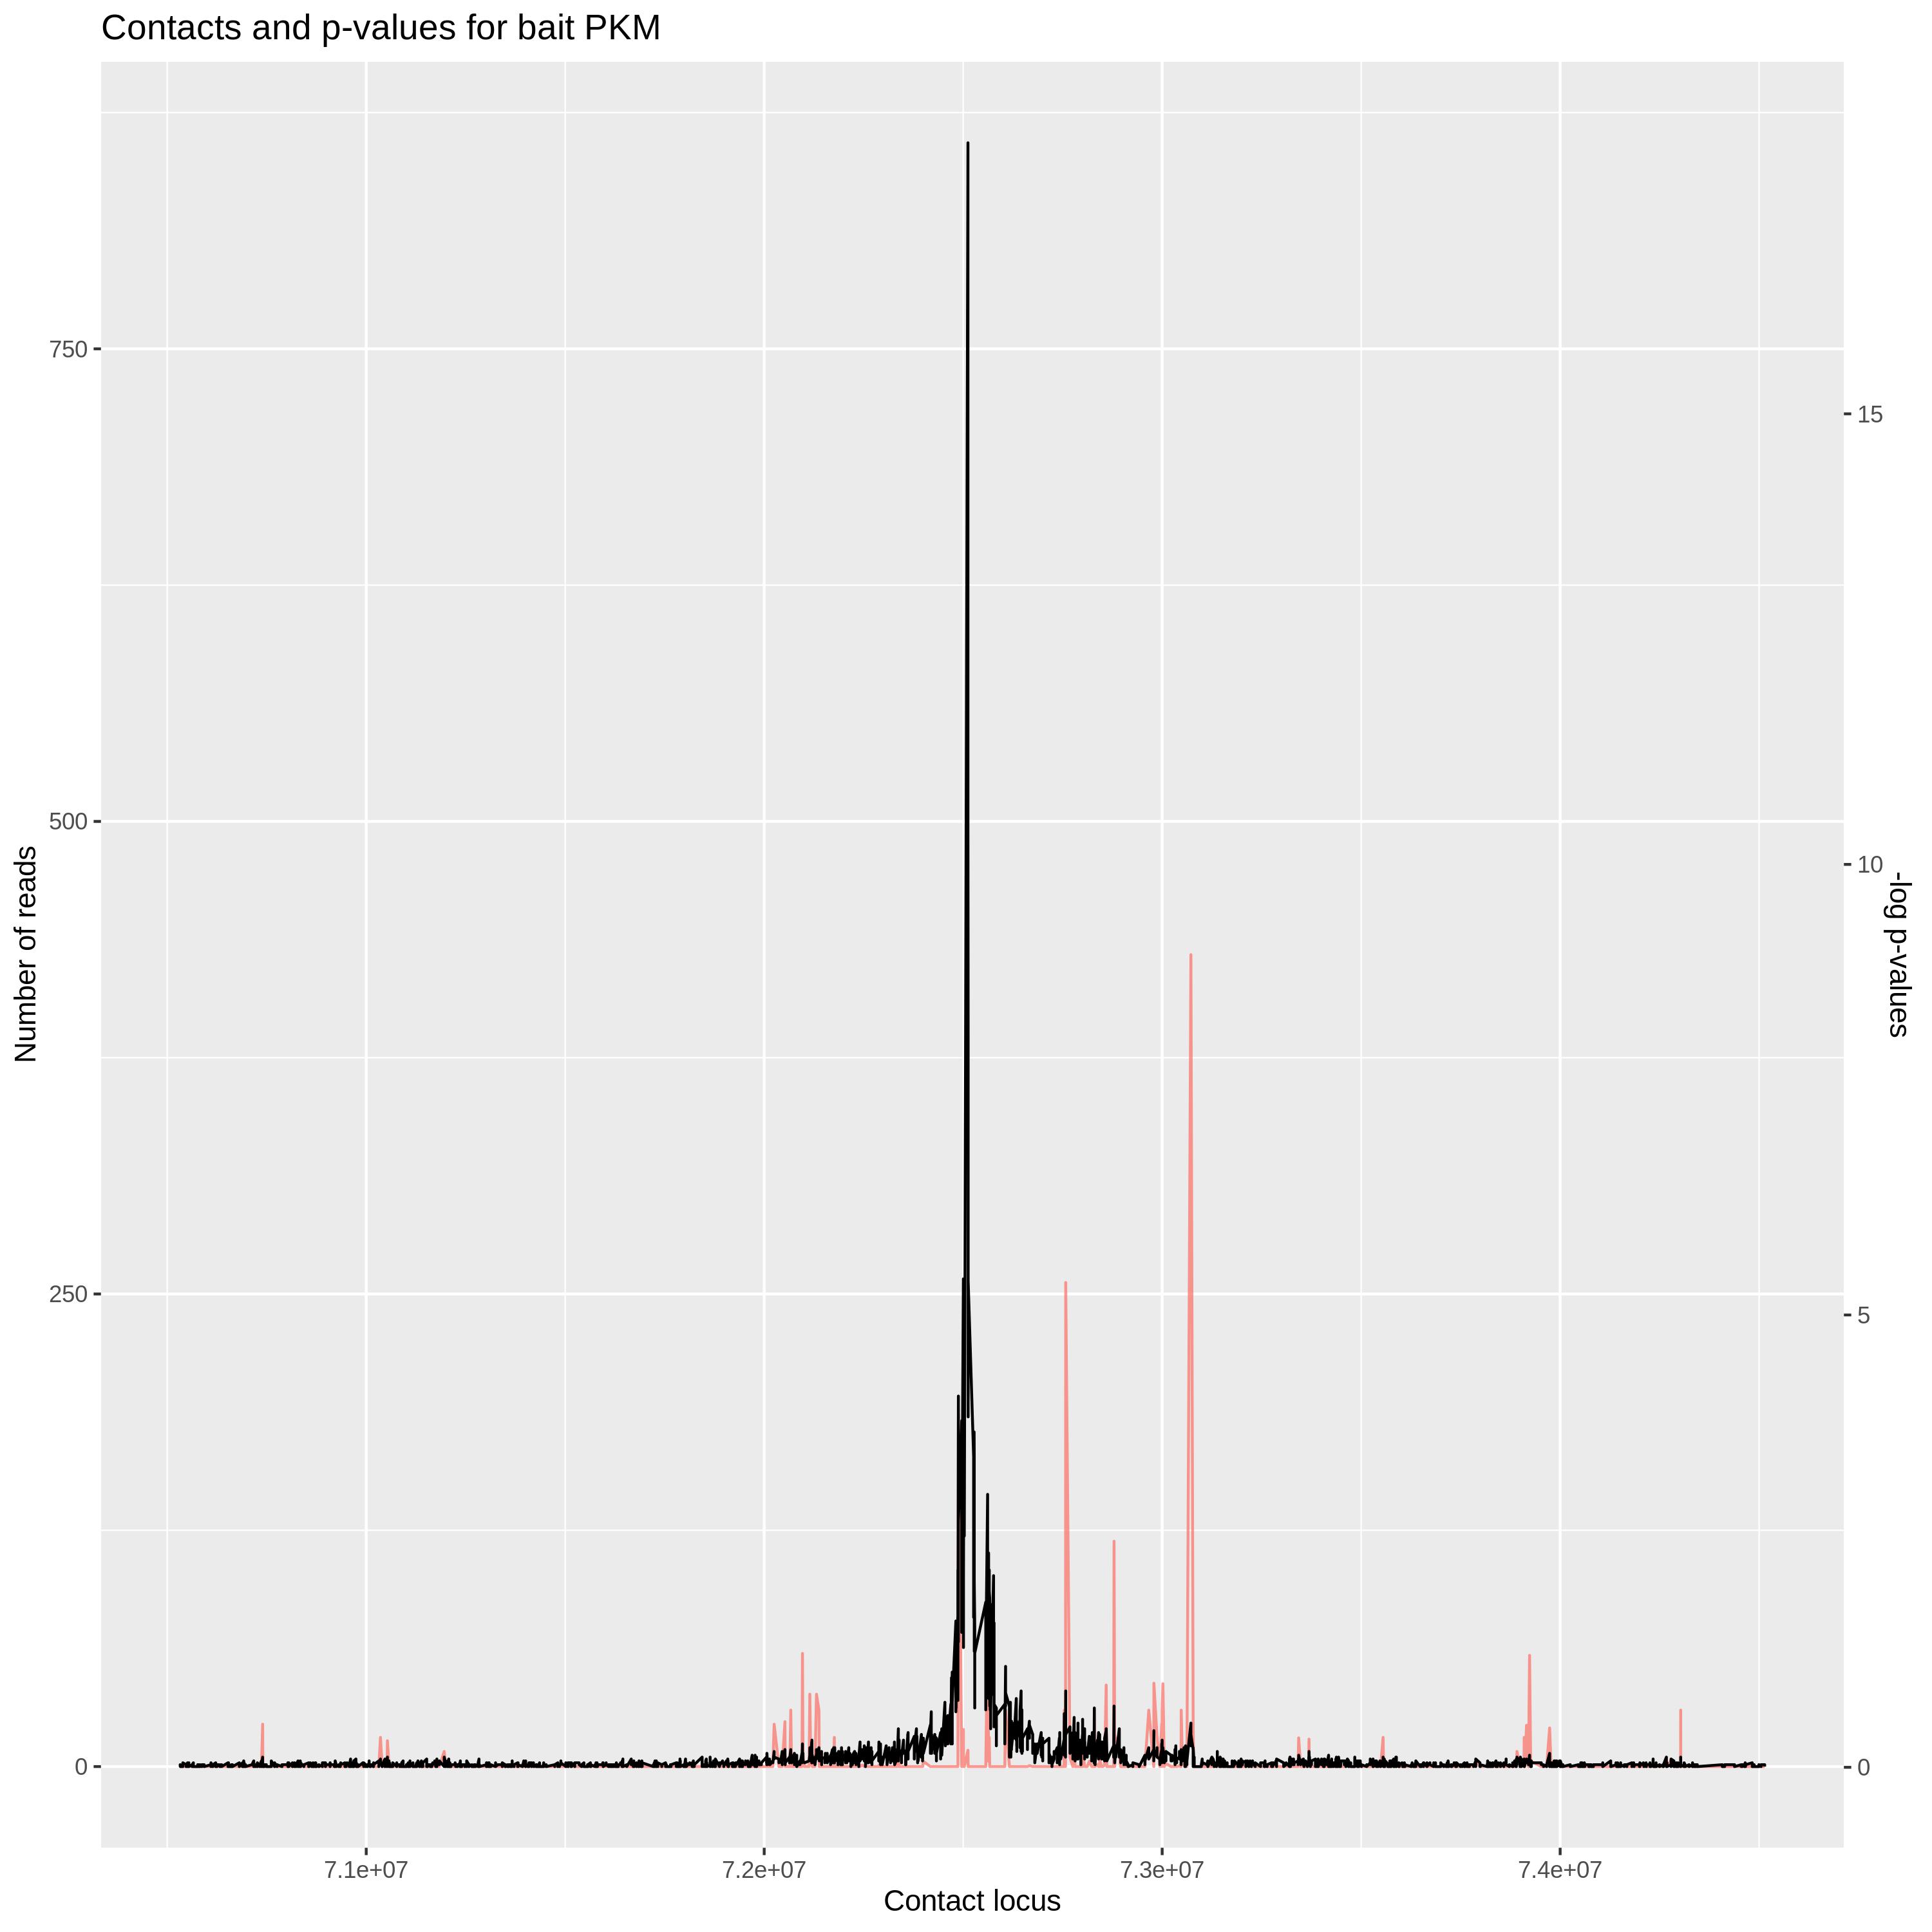 Contacts and p-values for bait PKM
750
500
250
0
Number of reads
15
10
5
0
-log p-values
7.1e+07
7.2e+07
7.3e+07
7.4e+07
Contact locus